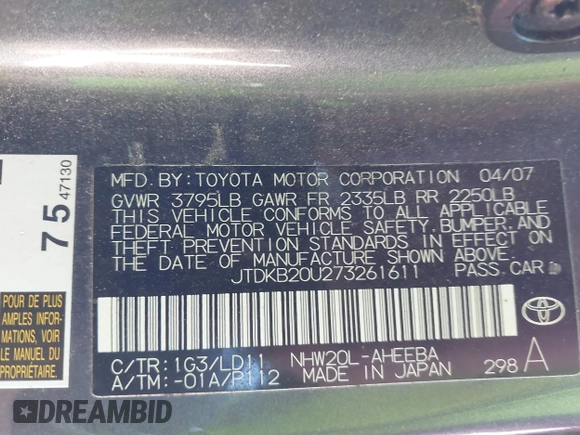 75
47130
POUR DE PLUS
AMPLES INFOR-
MATIONS,
VEUILLEZ LIRE
LE MANUEL DU
PROPRIÉTAIRE.
MFD.BY:TOYOTA MOTOR CORPORATION 04/07
GVWR 3795LB GAWR FR 2335LB RR 2250LB
THIS VEHICLE CONFORMS TO ALL APPLICABLE
FEDERAL MOTOR VEHICLE SAFETY,BUMPER,AND
THEFT PREVENTION STANDARDS IN EFFECT ON
THE DATE OF MANUFACTURE SHOWN ABOVE.
JTDKB20U273261611 PASS.CAR
C/TR:1G3/LD11 NHW20L-AHEEBA
A/TM:-01A/P112 MADE IN JAPAN 298 A
TOYOTA
DREAMBID